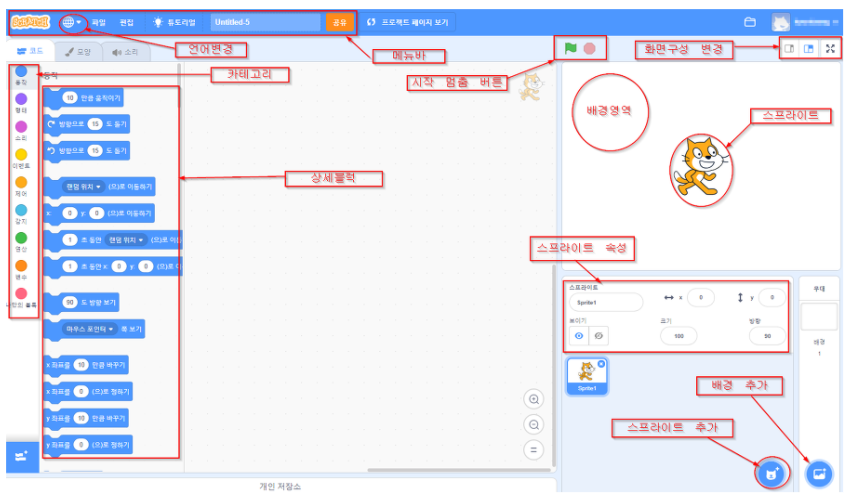 SCRATCH
파일
편집
튜토리얼
Untitled-5
공유
프로젝트 페이지 보기
코드
모양
소리
언어변경
메뉴바
화면구성 변경
카테고리
시작 멈춤 버튼
동작
동작
형태
소리
이벤트
제어
감지
연산
변수
나만의 블록
10 만큼 움직이기
방향으로 15 도 돌기
방향으로 15 도 돌기
랜덤 위치 (으)로 이동하기
x: 0 y: 0 (으)로 이동하기
1 초 동안 랜덤 위치 (으)로 이동
1 초 동안 x: 0 y: 0 (으)로 이
90 도 방향 보기
마우스 포인터 쪽 보기
x 좌표를 10 만큼 바꾸기
x 좌표를 0 (으)로 정하기
y 좌표를 10 만큼 바꾸기
y 좌표를 0 (으)로 정하기
상세블럭
배경영역
스프라이트
스프라이트 속성
스프라이트
Sprite1
x 0
y 0
보이기
크기
100
방향
90
무대
배경
1
Sprite1
배경 추가
스프라이트 추가
개인 저장소